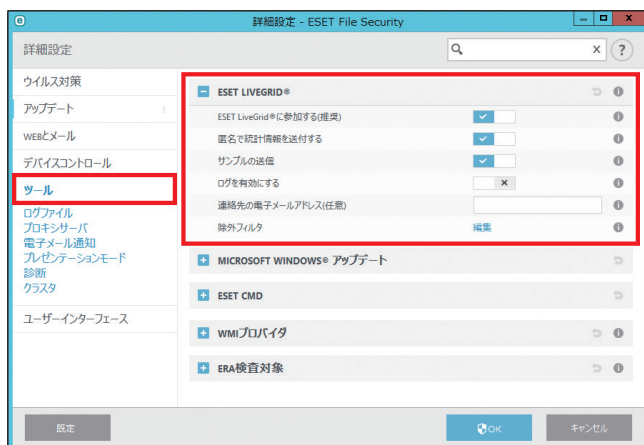 詳細設定 - ESET File Security
詳細設定
?
ウイルス対策
アップデート
WEBとメール
デバイスコントロール
ツール
ログファイル
プロキシサーバ
電子メール通知
プレゼンテーションモード
診断
クラスタ
ユーザーインターフェース
ESET LIVEGRID®
ESET LiveGrid®に参加する(推奨)
匿名で統計情報を送付する
サンプルの送信
ログを有効にする
連絡先の電子メールアドレス(任意)
除外フィルタ 編集
MICROSOFT WINDOWS® アップデート
ESET CMD
WMIプロバイダ
ERA検査対象
既定
OK
キャンセル